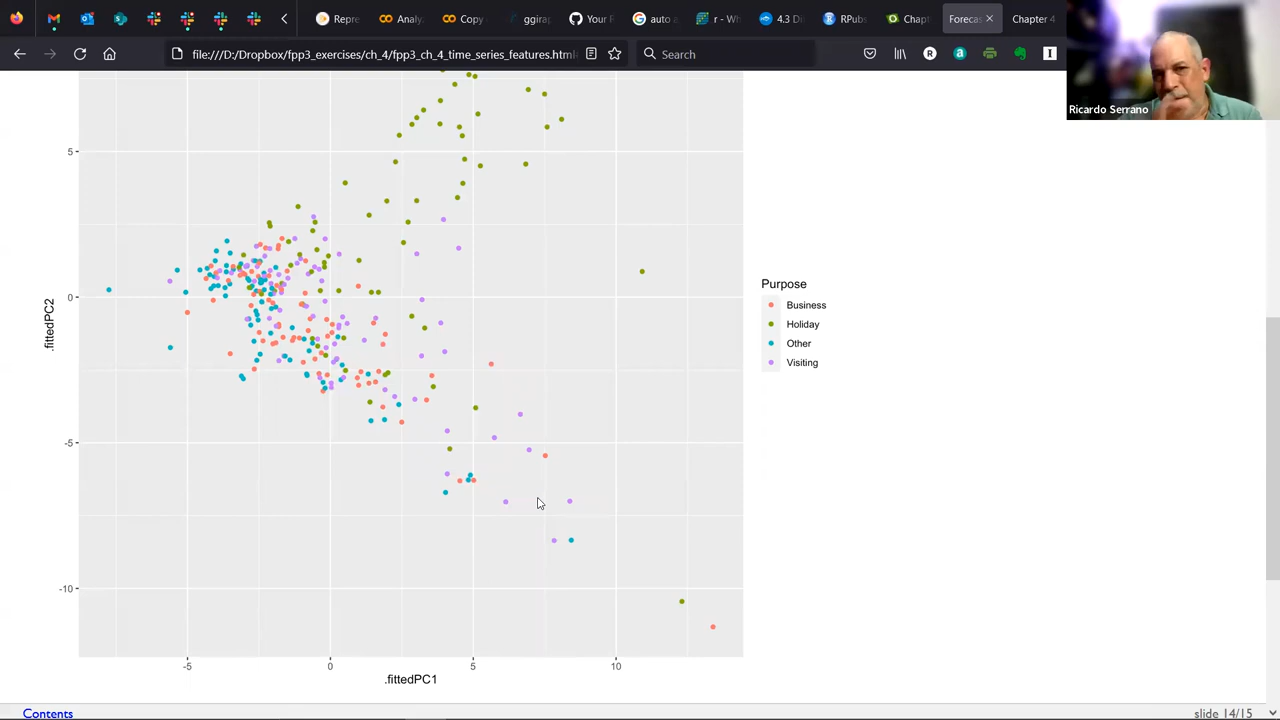 Repre
Analy
Copy
ggira
Your P
auto a
r - Wi
4.3 Di
RPubs
Chapt
Forecas
Chapter 4
file:///D:/Dropbox/fpp3_exercises/ch_4/fpp3_ch_4_time_series_features.html
Search
Ricardo Serrano
5
0
-5
-10
.fittedPC2
-5
0
5
10
.fittedPC1
Purpose
Business
Holiday
Other
Visiting
Contents
slide 14/15